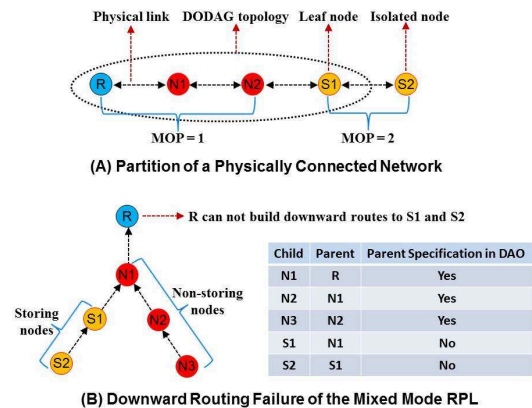 Physical link
DODAG topology
Leaf node
Isolated node
R
N1
N2
S1
S2
MOP = 1
MOP = 2
(A) Partition of a Physically Connected Network
R
R can not build downward routes to S1 and S2
N1
Non-storing
nodes
Storing
nodes
S1
N2
S2
N3
Child Parent Parent Specification in DAO
N1 R Yes
N2 N1 Yes
N3 N2 Yes
S1 N1 No
S2 S1 No
(B) Downward Routing Failure of the Mixed Mode RPL